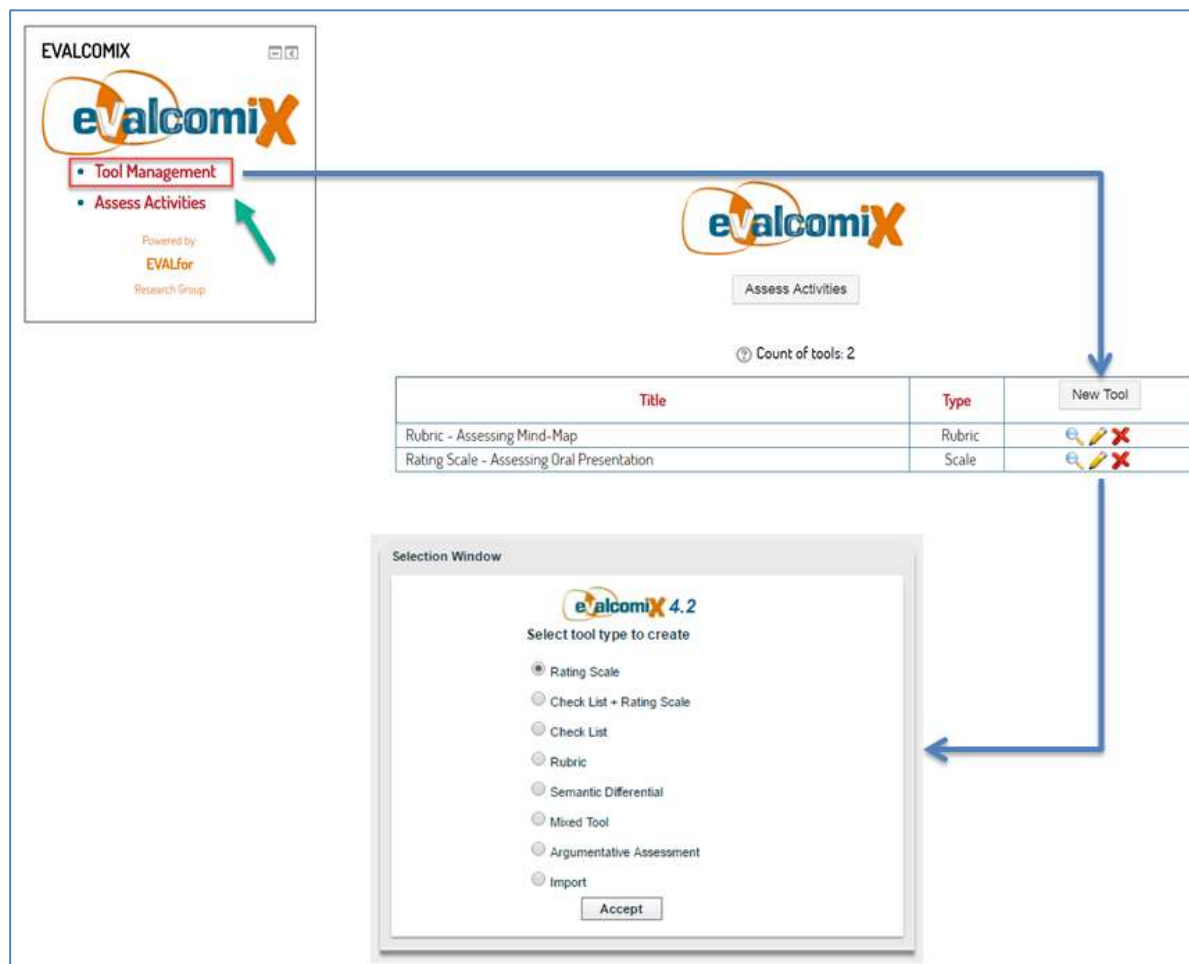 EVALCOMIX
evalcomiX
Tool Management
Assess Activities
Powered by:
EVALfor
Research Group
evalcomiX
Assess Activities
Count of tools: 2
Title Type New Tool
Rubric - Assessing Mind-Map Rubric
Rating Scale - Assessing Oral Presentation Scale
Selection Window
evalcomiX 4.2
Select tool type to create
Rating Scale
Check List + Rating Scale
Check List
Rubric
Semantic Differential
Mixed Tool
Argumentative Assessment
Import
Accept